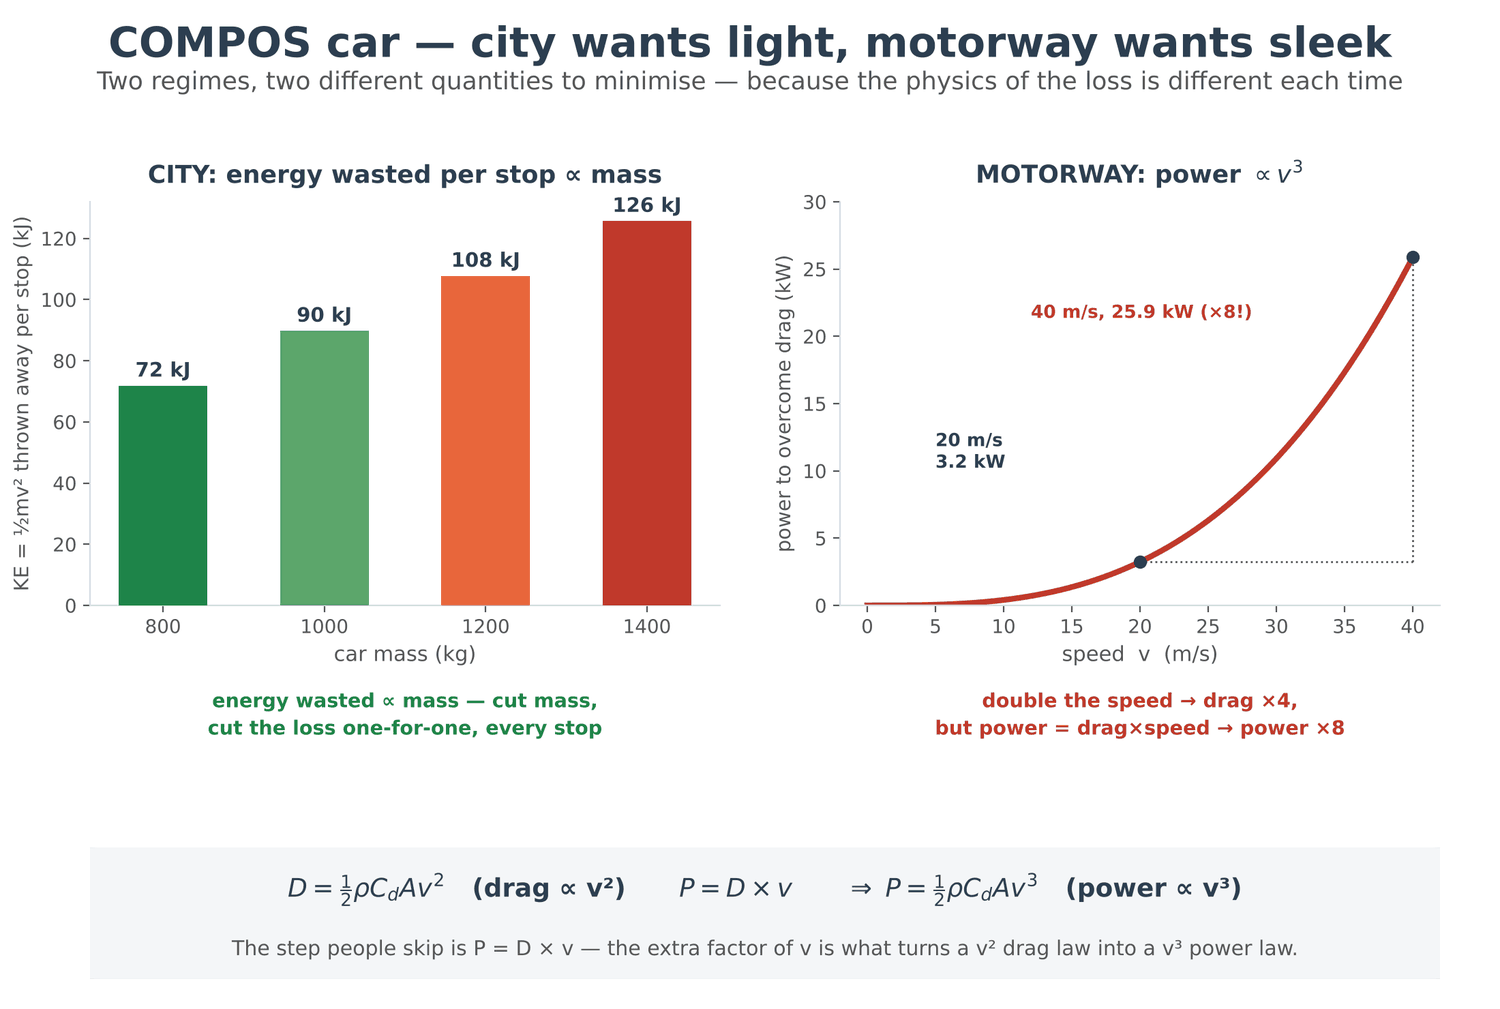 COMPOS car — city wants light, motorway wants sleek
Two regimes, two different quantities to minimise — because the physics of the loss is different each time
CITY: energy wasted per stop ∝ mass
KE = ½mv² thrown away per stop (kJ)
120
100
80
60
40
20
0
72 kJ
90 kJ
108 kJ
126 kJ
800
1000
1200
1400
car mass (kg)
energy wasted ∝ mass — cut mass,
cut the loss one-for-one, every stop
MOTORWAY: power ∝ v³
power to overcome drag (kW)
30
25
20
15
10
5
0
40 m/s, 25.9 kW (×8!)
20 m/s
3.2 kW
0
5
10
15
20
25
30
35
40
speed v (m/s)
double the speed → drag ×4,
but power = drag×speed → power ×8
D = ½ρC_dAv² (drag ∝ v²) P = D × v ⇒ P = ½ρC_dAv³ (power ∝ v³)
The step people skip is P = D × v — the extra factor of v is what turns a v² drag law into a v³ power law.